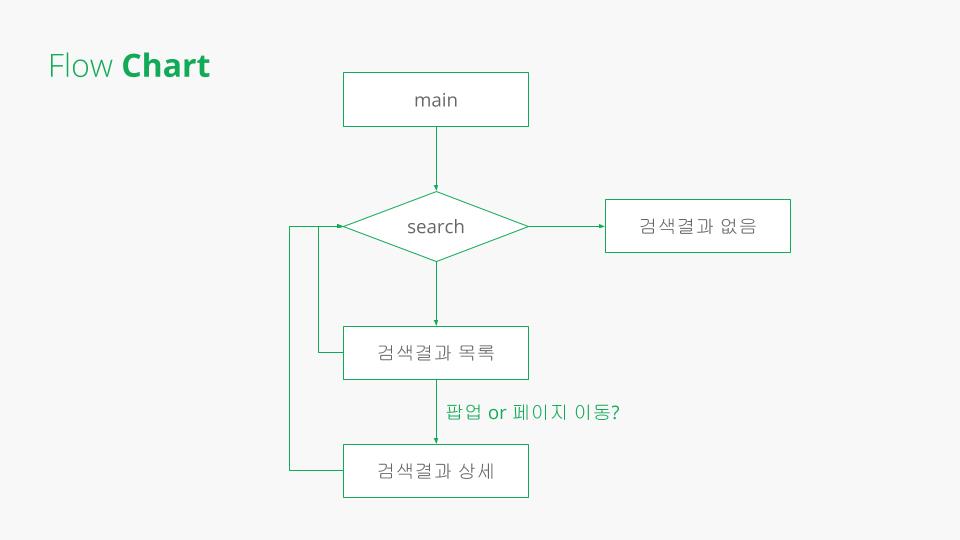 Flow Chart
main
search
검색결과 없음
검색결과 목록
팝업 or 페이지 이동?
검색결과 상세